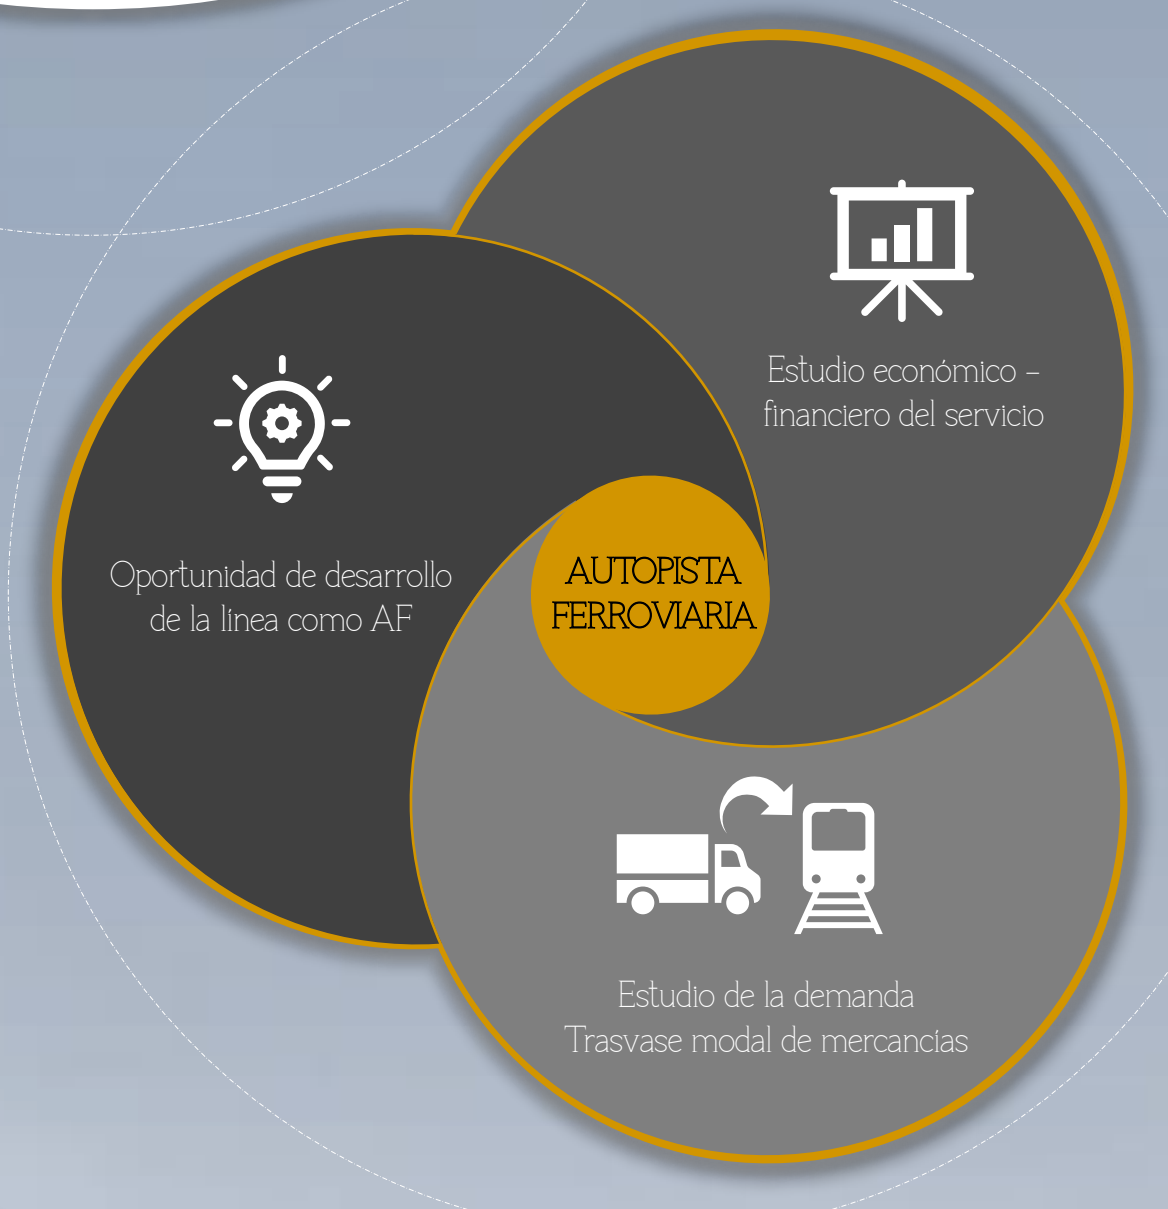 Estudio económico –
financiero del servicio
Oportunidad de desarrollo
de la línea como AF
AUTOPISTA
FERROVIARIA
Estudio de la demanda
Trasvase modal de mercancías